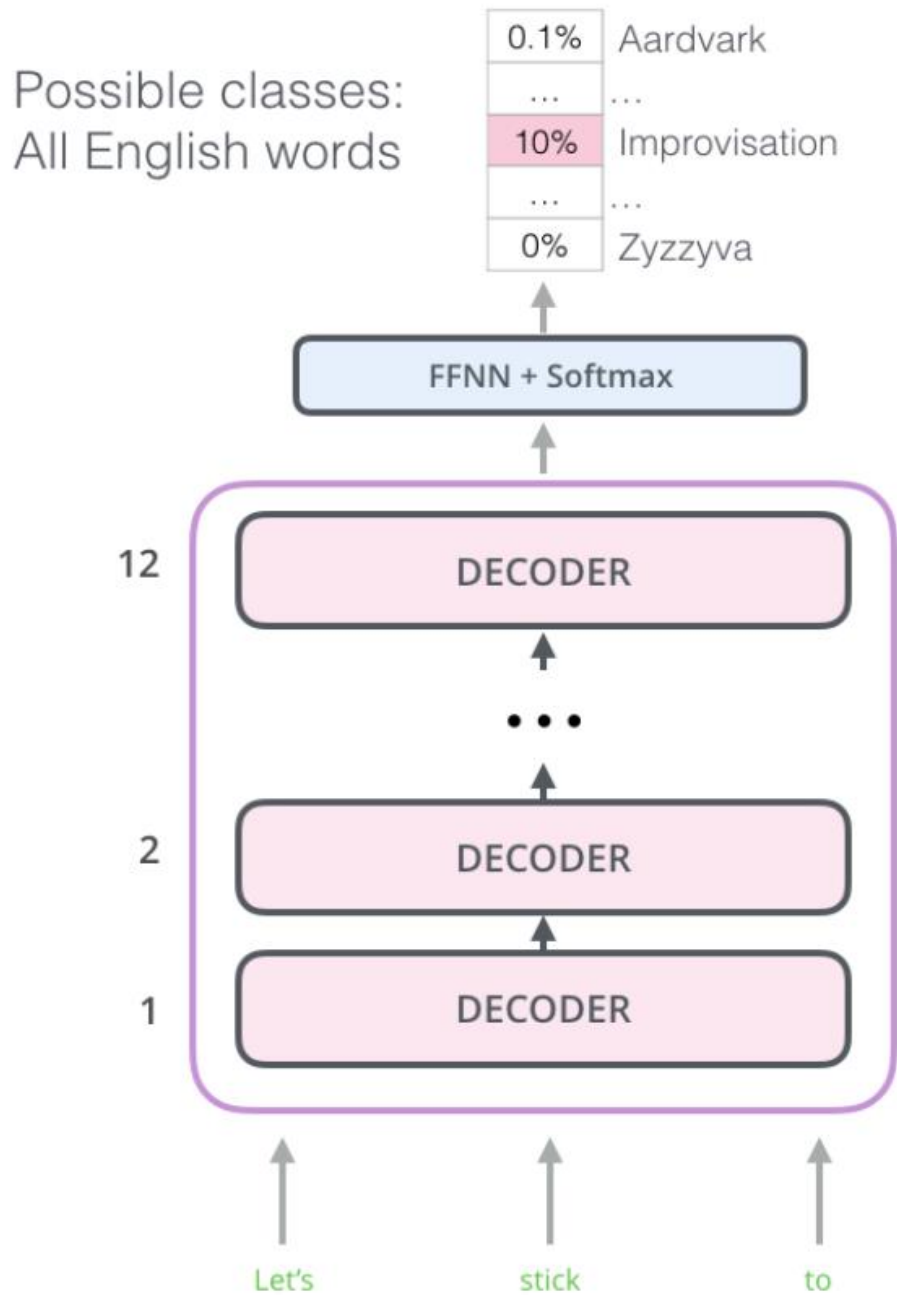 0.1% Aardvark
Possible classes:
... ...
All English words
10% Improvisation
... ...
0% Zyzzyva
FFNN + Softmax
12 DECODER
...
2 DECODER
1 DECODER
Let's stick to